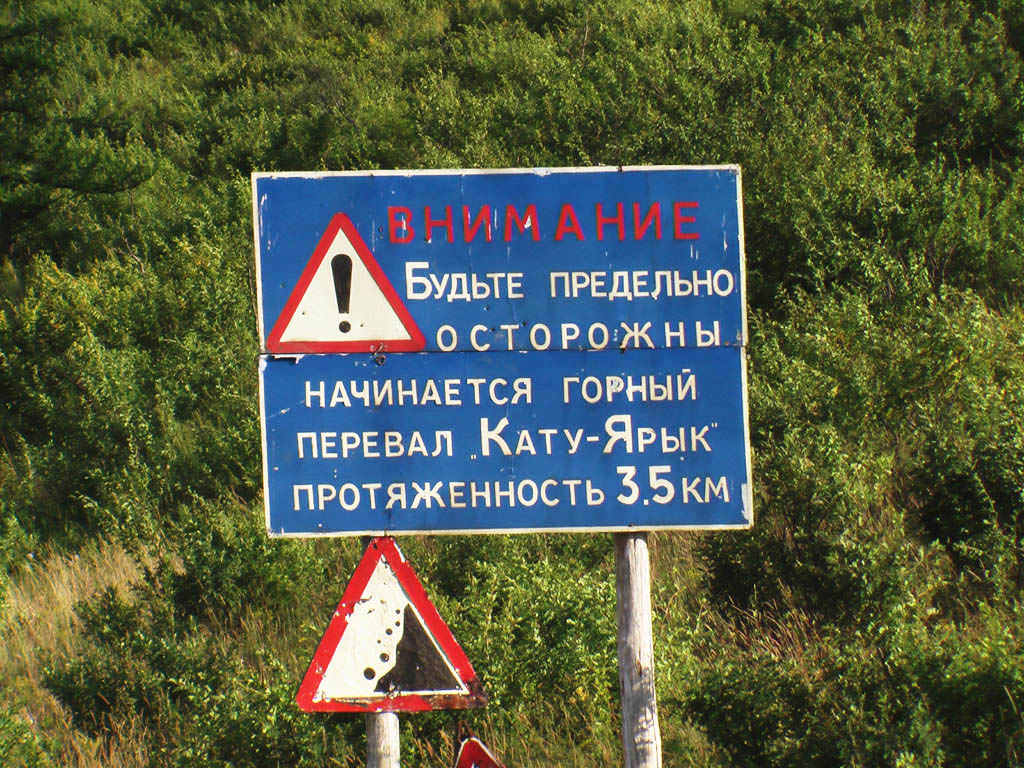 ВНИМАНИЕ
БУДЬТЕ ПРЕДЕЛЬНО
ОСТОРОЖНЫ
НАЧИНАЕТСЯ ГОРНЫЙ
ПЕРЕВАЛ „КАТУ-ЯРЫК"
ПРОТЯЖЕННОСТЬ 3.5 КМ